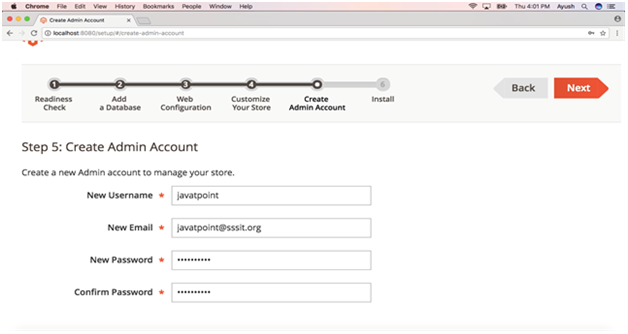 Chrome File Edit View History Bookmarks People Window Help Thu 4:01 PM Ayush
Create Admin Account
localhost:8080/setup/#/create-admin-account
1 2 3 4 6
Readiness Check
Add a Database
Web Configuration
Customize Your Store
Create Admin Account
Install
Back
Next
Step 5: Create Admin Account
Create a new Admin account to manage your store.
New Username * javatpoint
New Email * javatpoint@sssit.org
New Password * ••••••••••
Confirm Password * ••••••••••